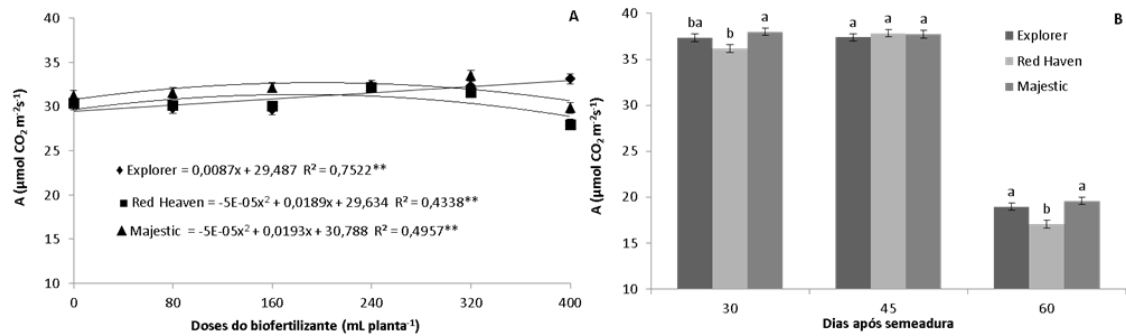 A
A (μmol CO₂ m⁻²s⁻¹)
40
35
30
25
20
15
10
Explorer = 0,0087x + 29,487 R² = 0,7522**
Red Heaven = -5E-05x² + 0,0189x + 29,634 R² = 0,4338**
Majestic = -5E-05x² + 0,0193x + 30,788 R² = 0,4957**
0 80 160 240 320 400
Doses do biofertilizante (mL planta⁻¹)
B
A (μmol CO₂ m⁻²s⁻¹)
40
35
30
25
20
15
10
ba b a
a a a
a b a
Explorer
Red Haven
Majestic
30 45 60
Dias após semeadura